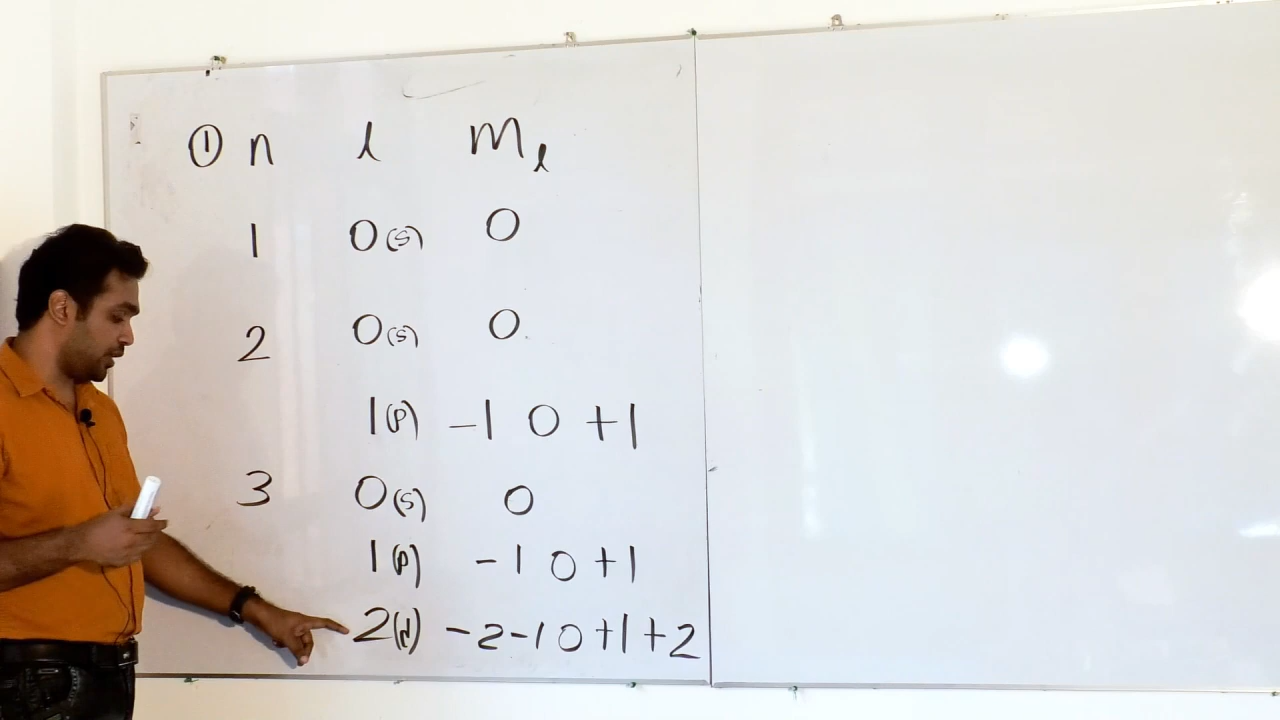 ① n l m_l
1 0(s) 0
2 0(s) 0
1(p) -1 0 +1
3 0(s) 0
1(p) -1 0 +1
2(d) -2 -1 0 +1 +2